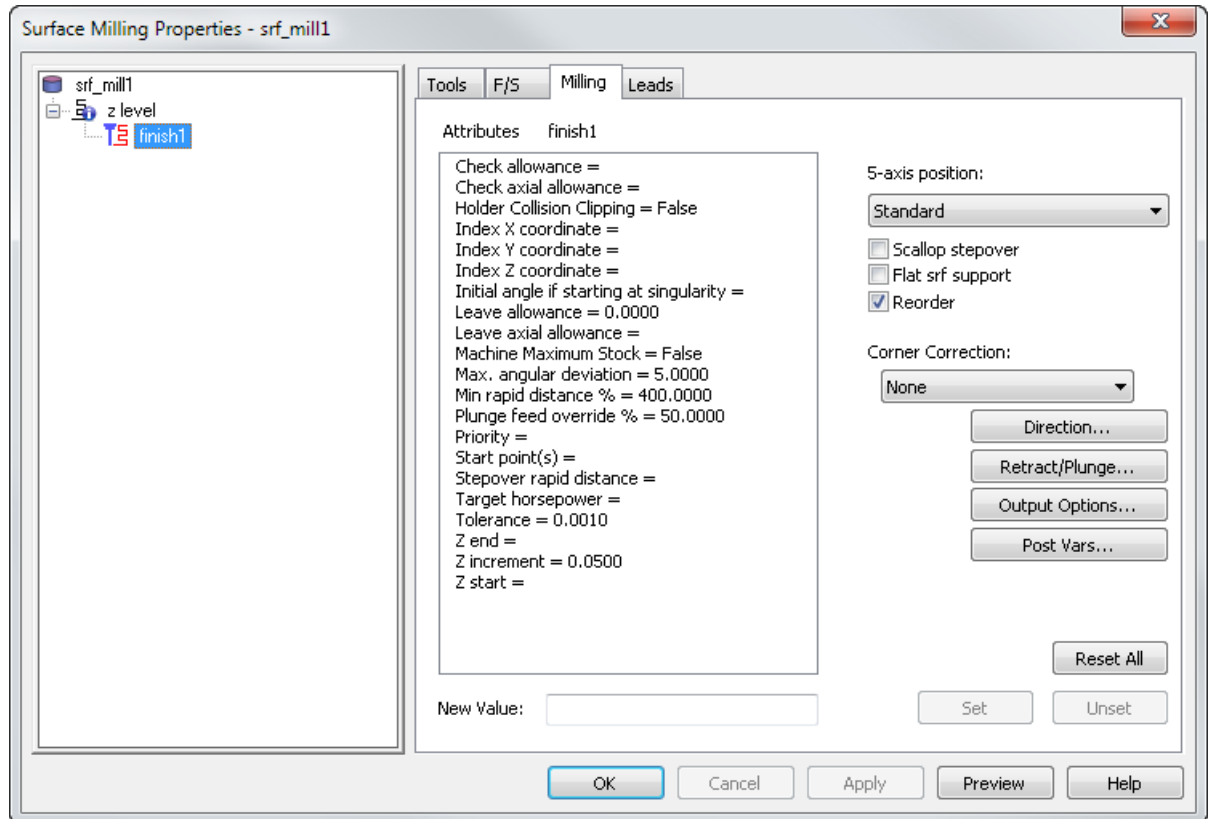 Surface Milling Properties - srf_mill1
srf_mill1
z level
finish1
Tools F/S Milling Leads
Attributes finish1
Check allowance =
Check axial allowance =
Holder Collision Clipping = False
Index X coordinate =
Index Y coordinate =
Index Z coordinate =
Initial angle if starting at singularity =
Leave allowance = 0.0000
Leave axial allowance =
Machine Maximum Stock = False
Max. angular deviation = 5.0000
Min rapid distance % = 400.0000
Plunge feed override % = 50.0000
Priority =
Start point(s) =
Stepover rapid distance =
Target horsepower =
Tolerance = 0.0010
Z end =
Z increment = 0.0500
Z start =
5-axis position:
Standard
Scallop stepover
Flat srf support
Reorder
Corner Correction:
None
Direction...
Retract/Plunge...
Output Options...
Post Vars...
Reset All
New Value:
Set Unset
OK Cancel Apply Preview Help